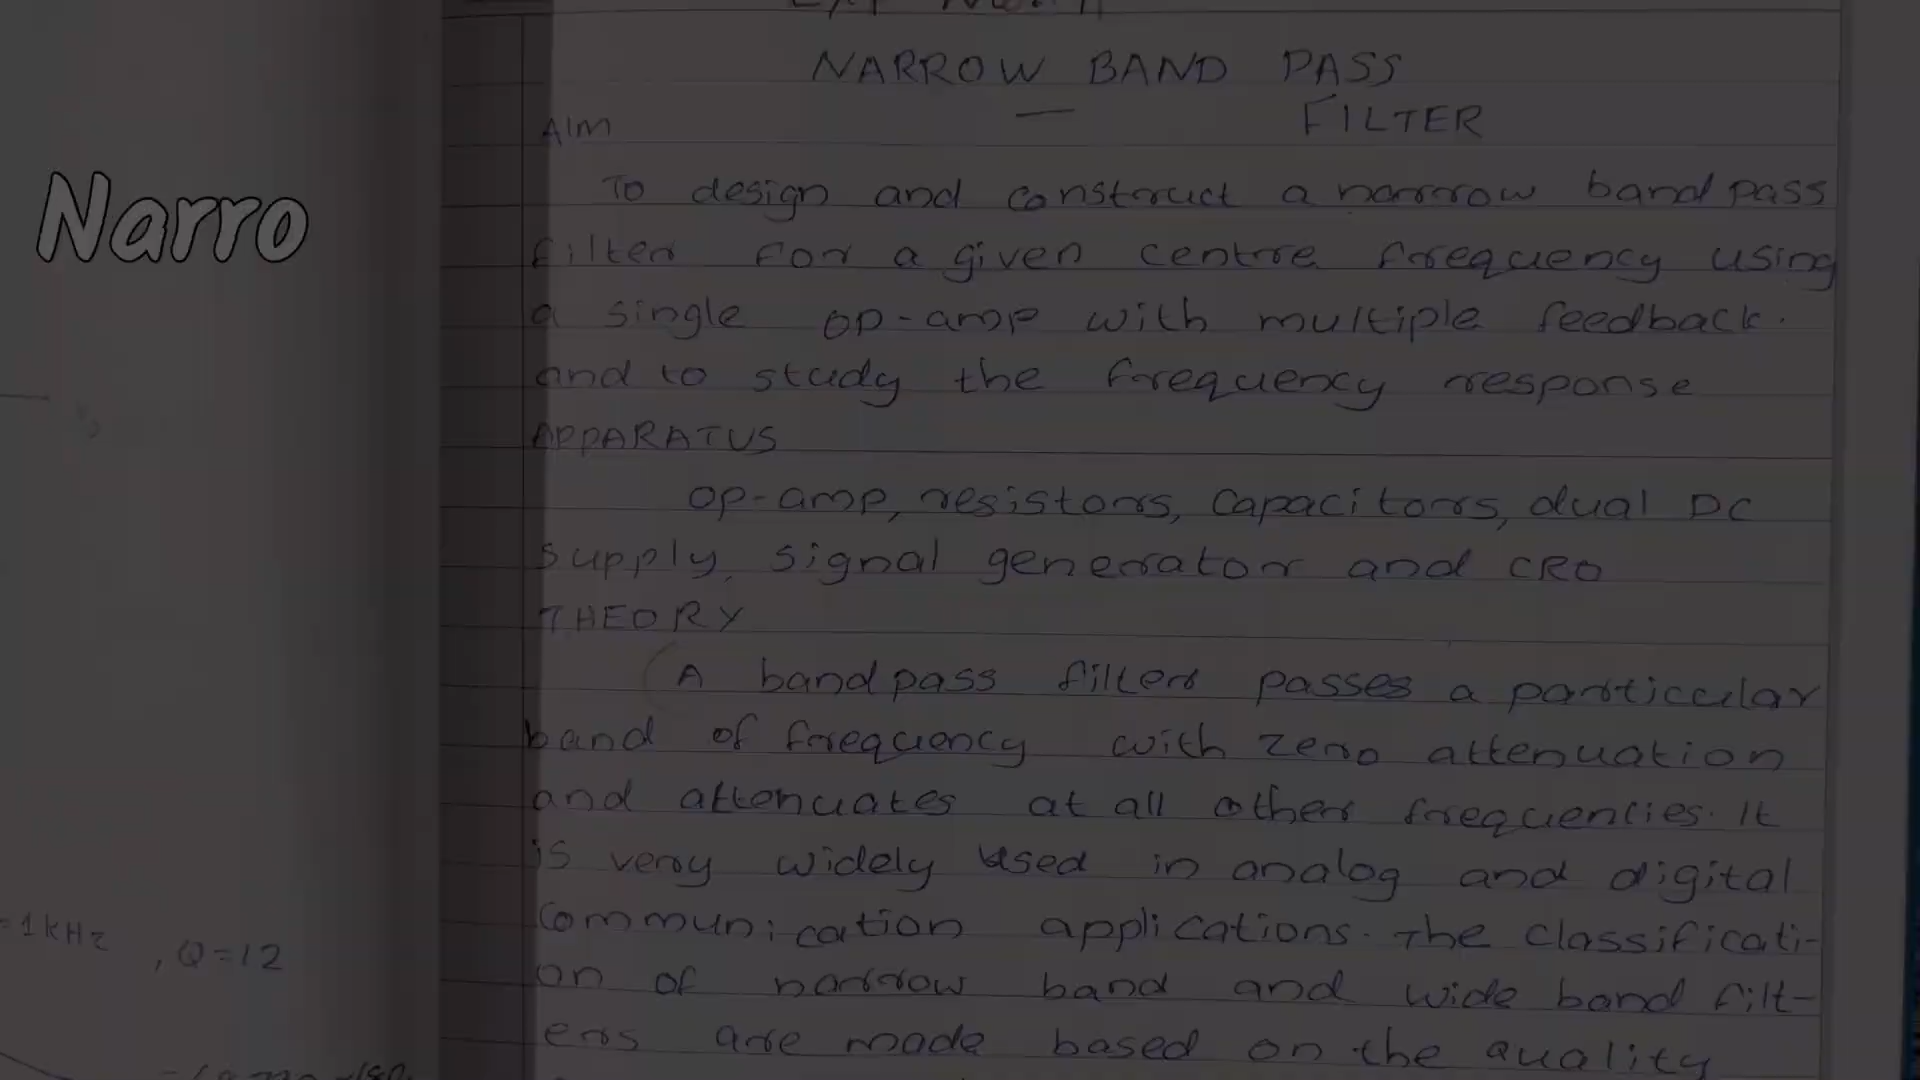 NARROW BAND PASS
FILTER
AIM
Narro
To design and construct a narrow band pass
filter for a given centre frequency using
a single op-amp with multiple feedback.
and to study the frequency response
APPARATUS
op-amp, resistors, capacitors, dual DC
supply, signal generator and CRO
THEORY
A band pass filter passes a particular
band of frequency with zero attenuation
and attenuates at all other frequencies. It
is very widely used in analog and digital
communication applications. The classificati-
on of narrow band and wide band filt-
ers are made based on the quality
=1kHz, Q=12